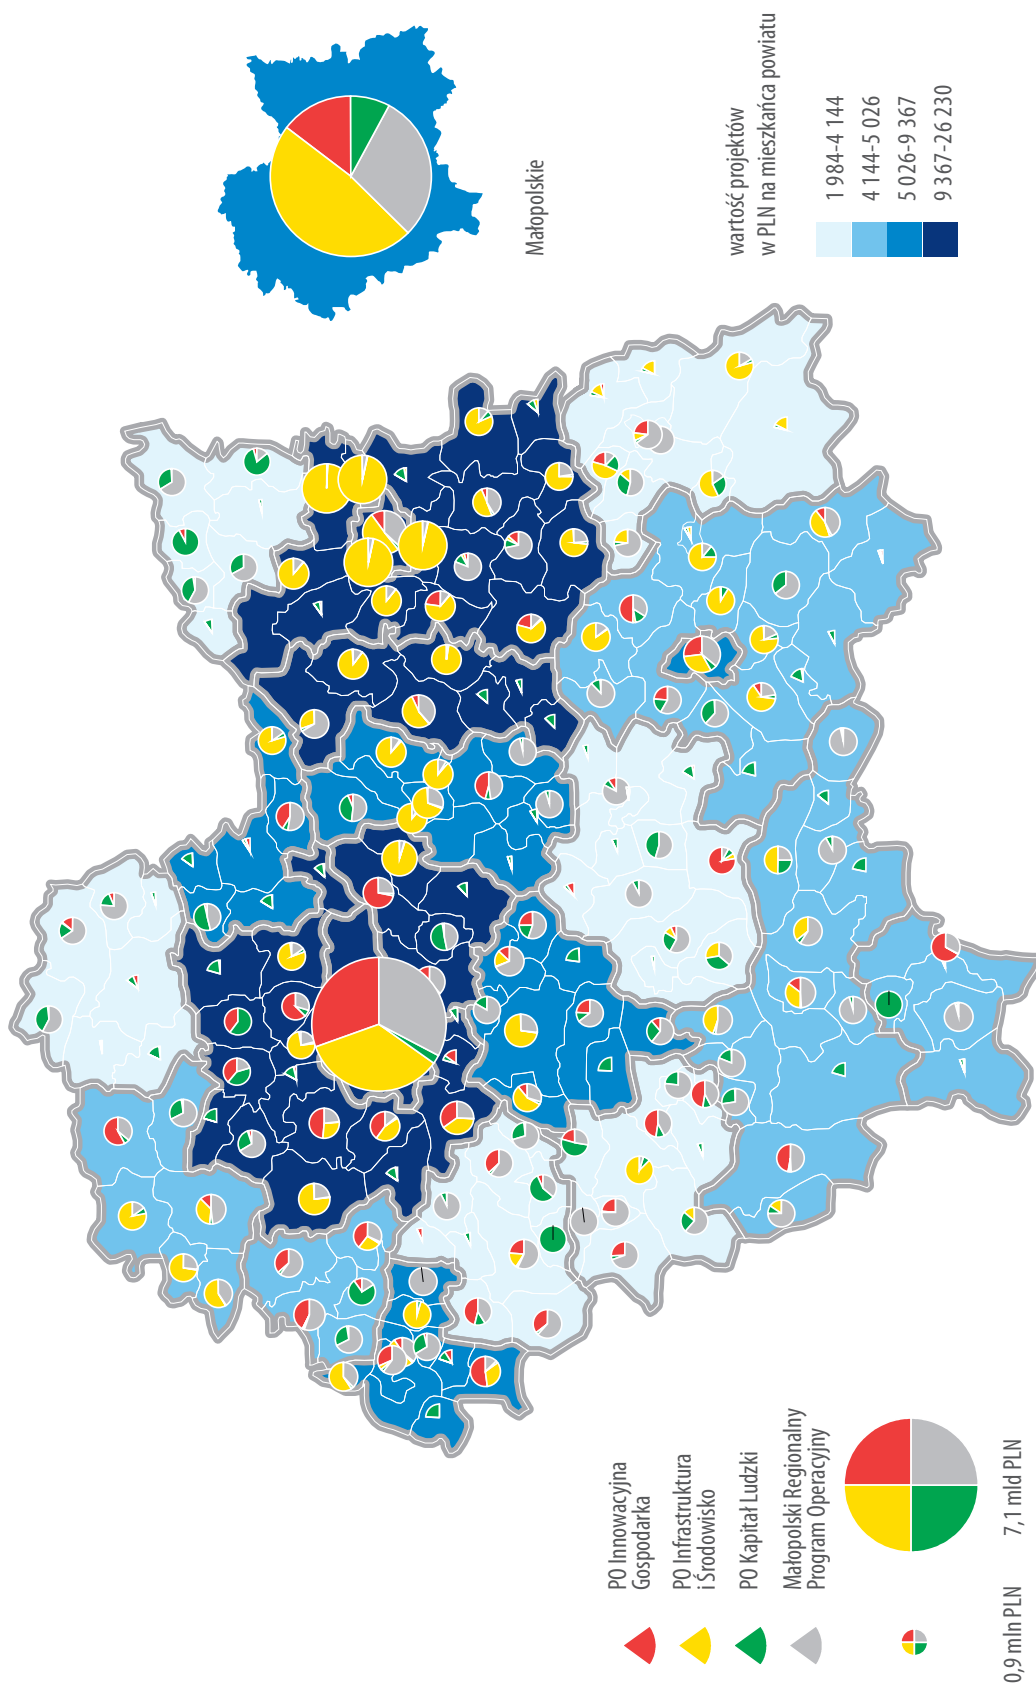 PO Innowacyjna
Gospodarka
PO Infrastruktura
i Środowisko
PO Kapitał Ludzki
Małopolski Regionalny
Program Operacyjny
0,9 mln PLN
7,1 mld PLN
Małopolskie
wartość projektów
w PLN na mieszkańca powiatu
1 984-4 144
4 144-5 026
5 026-9 367
9 367-26 230